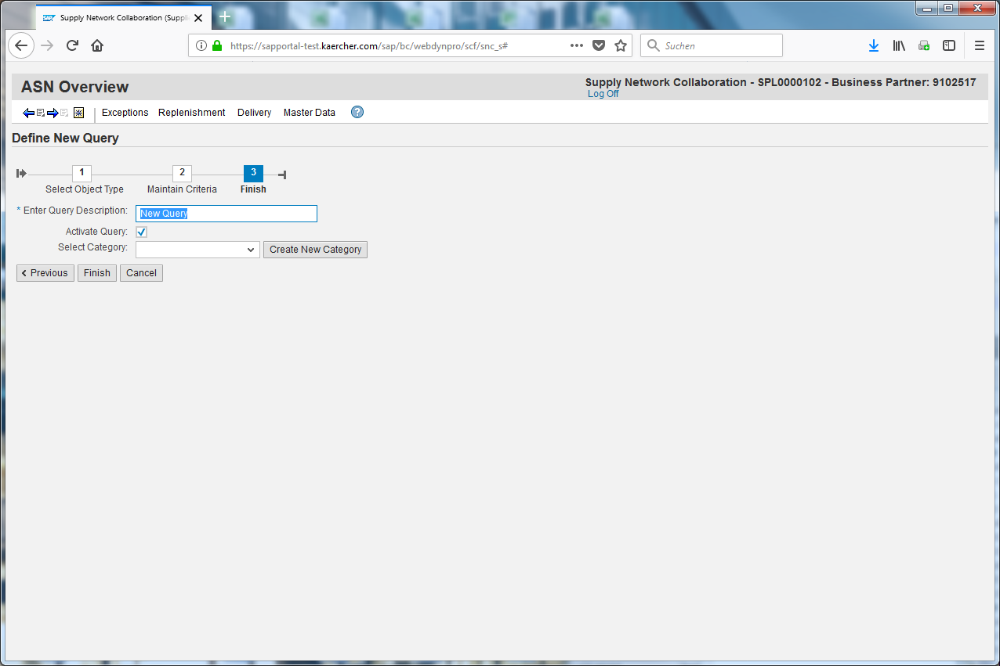 SAP Supply Network Collaboration (Suppli
https://sapportal-test.kaercher.com/sap/bc/webdynpro/scf/snc_s#
Suchen
ASN Overview
Supply Network Collaboration - SPL0000102 - Business Partner: 9102517
Log Off
Exceptions Replenishment Delivery Master Data ?
Define New Query
1 2 3
Select Object Type Maintain Criteria Finish
* Enter Query Description: New Query
Activate Query:
Select Category: Create New Category
Previous Finish Cancel